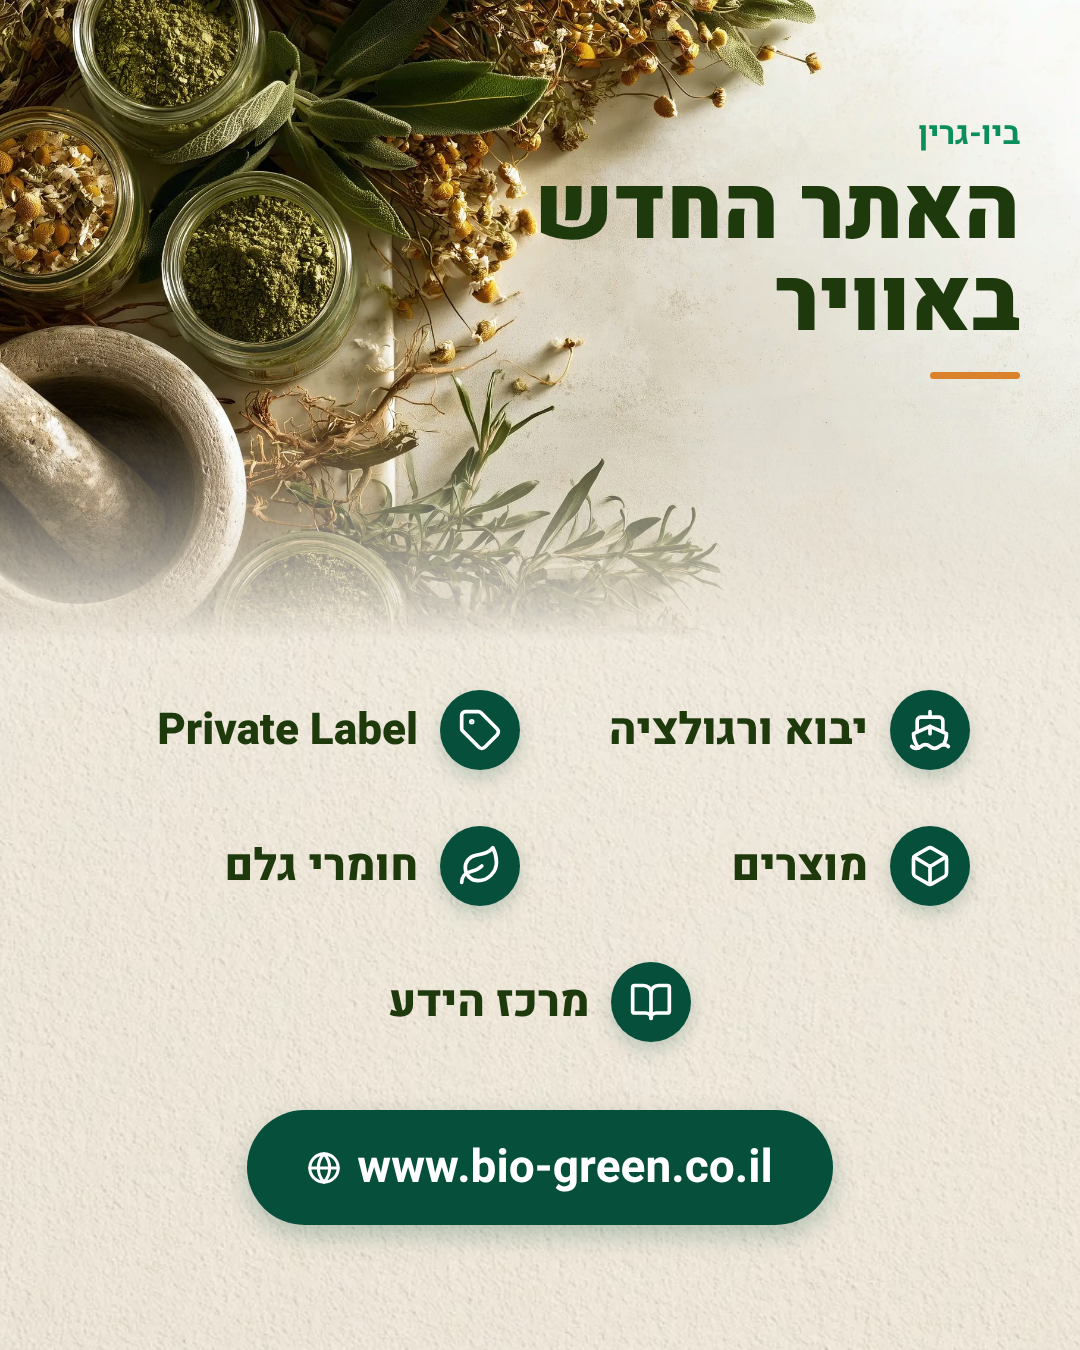 ביו-גרין
האתר החדש
באוויר
יבוא ורגולציה
Private Label
מוצרים
חומרי גלם
מרכז הידע
www.bio-green.co.il